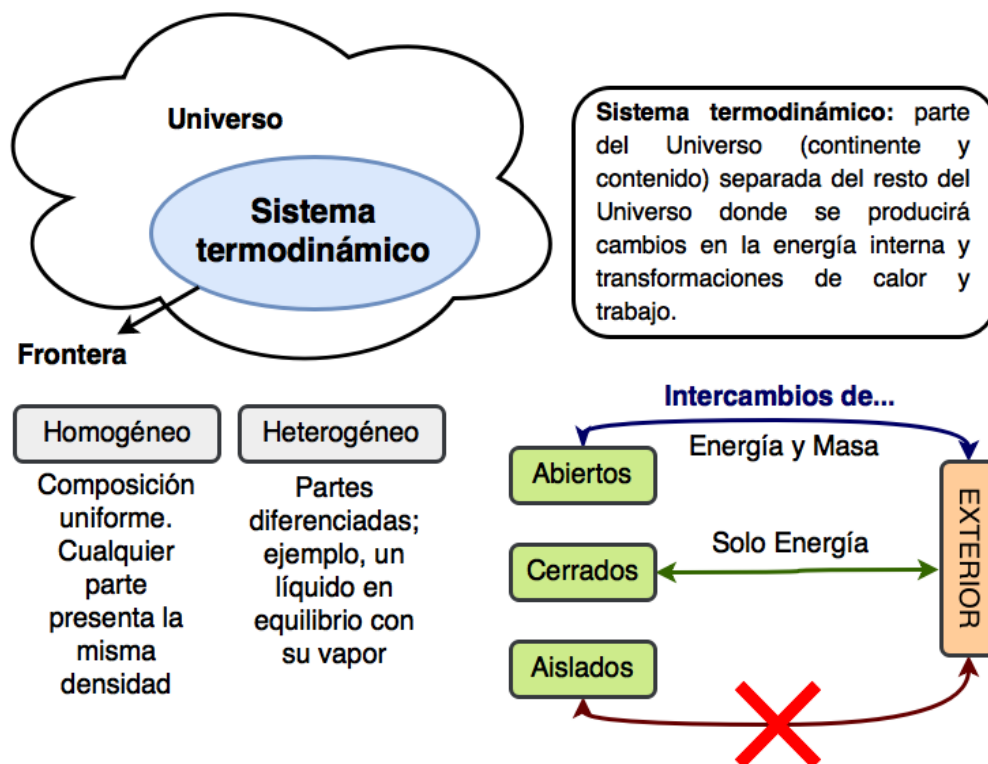 Universo
Sistema
termodinámico
Frontera
Sistema termodinámico: parte
del Universo (continente y
contenido) separada del resto del
Universo donde se producirá
cambios en la energía interna y
transformaciones de calor y
trabajo.
Homogéneo
Composición
uniforme.
Cualquier
parte
presenta la
misma
densidad
Heterogéneo
Partes
diferenciadas;
ejemplo, un
líquido en
equilibrio con
su vapor
Intercambios de...
Energía y Masa
Abiertos
Solo Energía
Cerrados
Aislados
EXTERIOR